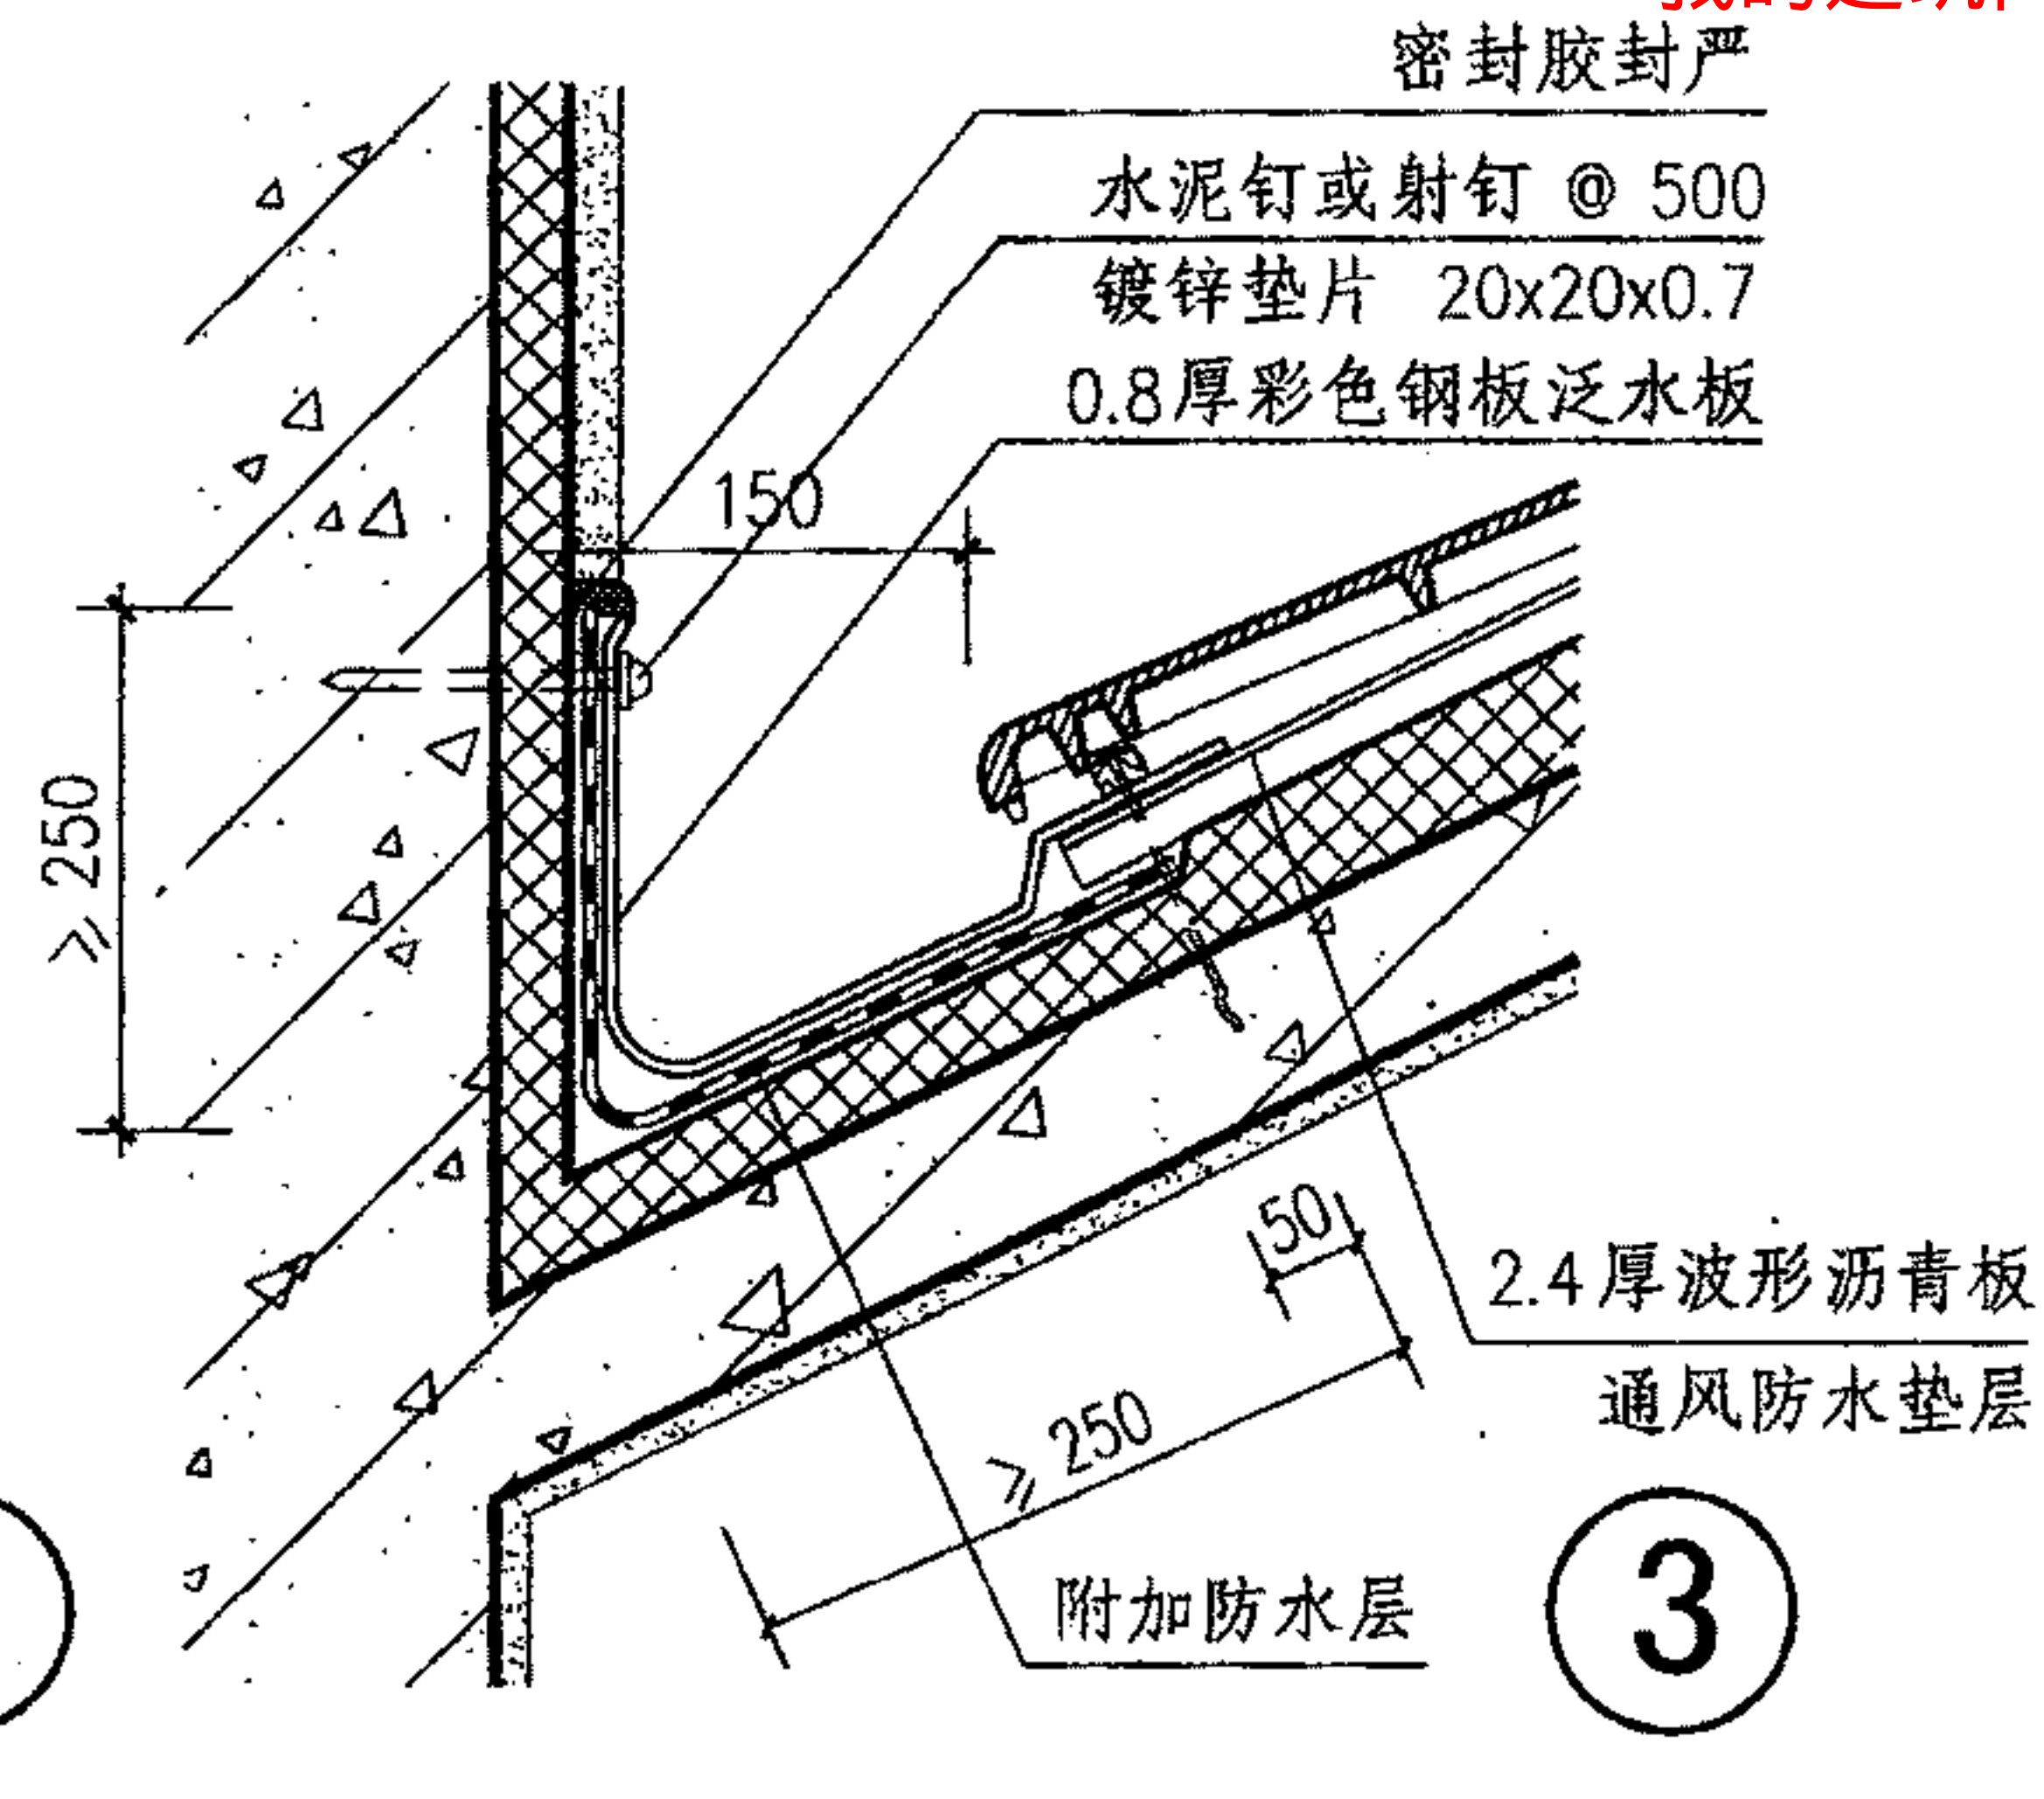 密封胶封严
水泥钉或射钉 @ 500
镀锌垫片 20x20x0.7
0.8厚彩色钢板泛水板
150
≥ 250
50
2.4厚波形沥青板
通风防水垫层
≥ 250
附加防水层
3